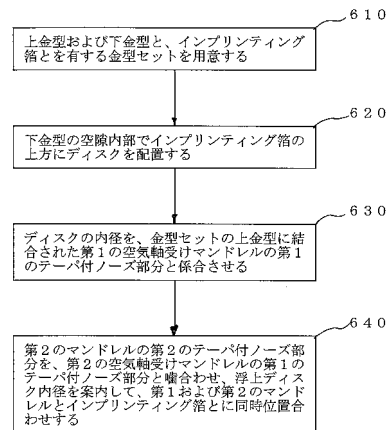 610
上金型および下金型と、インプリンティング
箔とを有する金型セットを用意する
620
下金型の空隙内部でインプリンティング箔の
上方にディスクを配置する
630
ディスクの内径を、金型セットの上金型に結
合された第1の空気軸受けマンドレルの第1
のテーパ付ノーズ部分と係合させる
640
第2のマンドレルの第2のテーパ付ノーズ部
分を、第2の空気軸受けマンドレルの第1の
テーパ付ノーズ部分と噛合わせ、浮上ディス
ク内径を案内して、第1および第2のマンド
レルとインプリンティング箔とに同時位置合
わせする